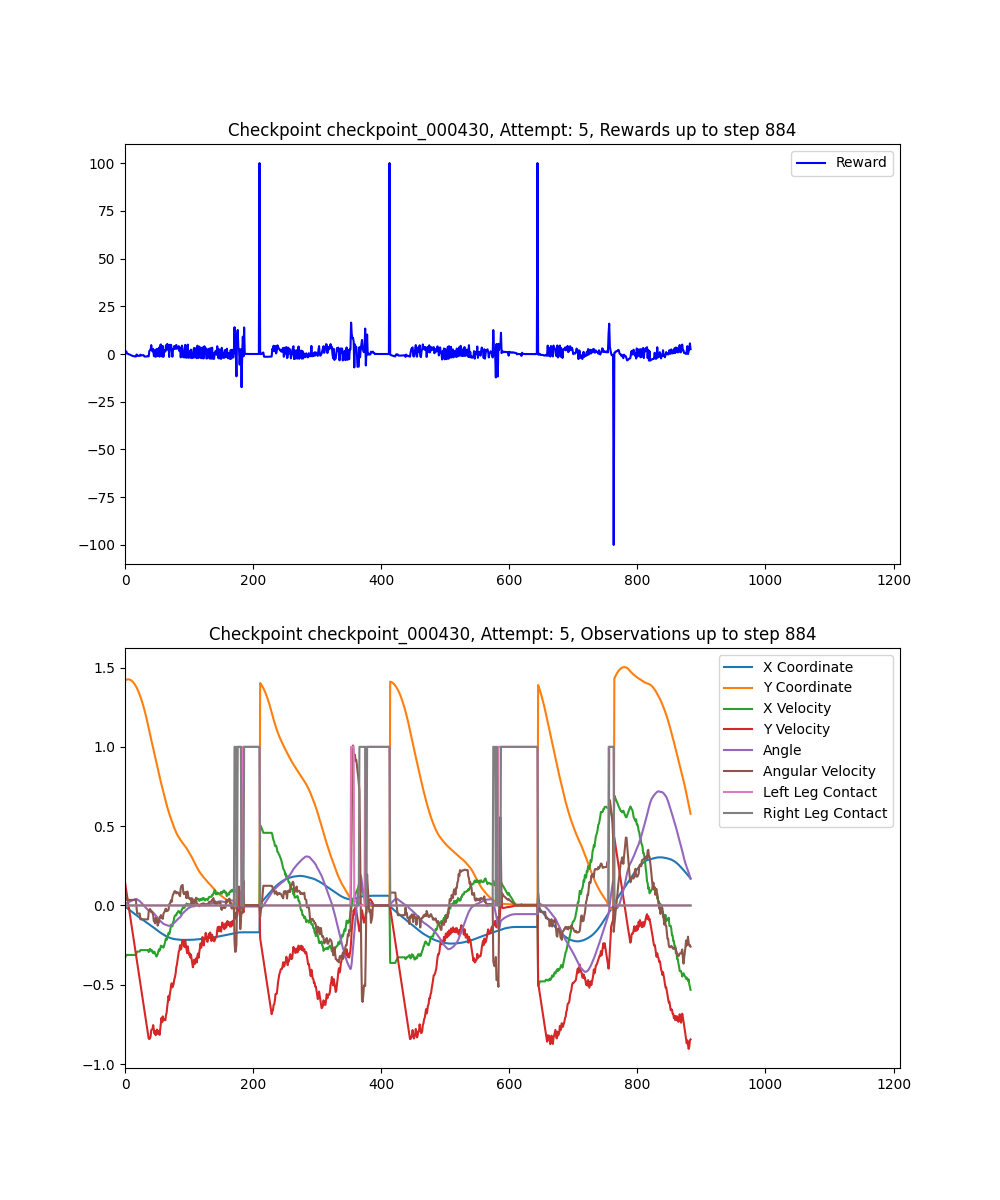 Checkpoint checkpoint_000430, Attempt: 5, Rewards up to step 884
100
75
50
25
0
−25
−50
−75
−100
Reward
0 200 400 600 800 1000 1200
Checkpoint checkpoint_000430, Attempt: 5, Observations up to step 884
1.5
1.0
0.5
0.0
−0.5
−1.0
X Coordinate
Y Coordinate
X Velocity
Y Velocity
Angle
Angular Velocity
Left Leg Contact
Right Leg Contact
0 200 400 600 800 1000 1200